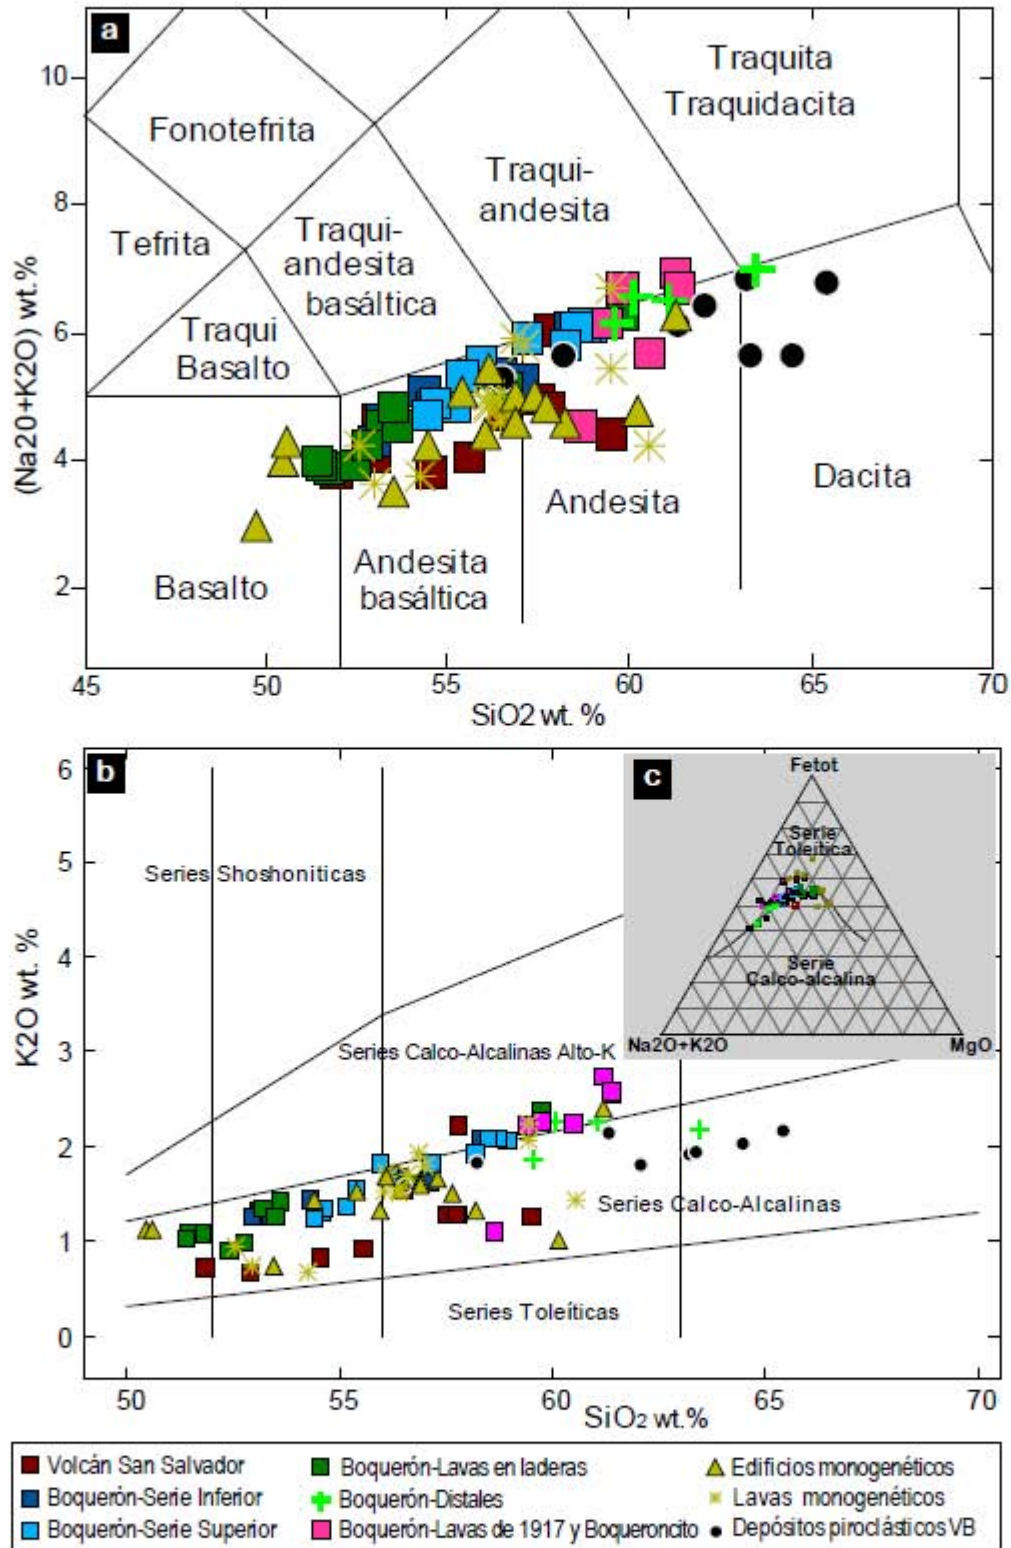 a
Traquita
Traquidacita
Fonotefrita
Traqui-
andesita
Tefrita
Traqui-
andesita
basáltica
Traqui
Basalto
Dacita
Andesita
Basalto
Andesita
basáltica
(Na20+K2O) wt.%
10
8
6
4
2
45
50
55
60
65
70
SiO2 wt. %
b
Series Shoshoniticas
Series Calco-Alcalinas Alto-K
Series Calco-Alcalinas
Series Toleíticas
K2O wt. %
6
5
4
3
2
1
0
50
55
60
65
70
SiO2 wt.%
c
Fetot
Serie
Toleitica
Serie
Calco-alcalina
Na2O+K2O
MgO
Volcán San Salvador
Boquerón-Serie Inferior
Boquerón-Serie Superior
Boquerón-Lavas en laderas
Boquerón-Distales
Boquerón-Lavas de 1917 y Boqueroncito
Edificios monogenéticos
Lavas monogenéticos
Depósitos piroclásticos VB